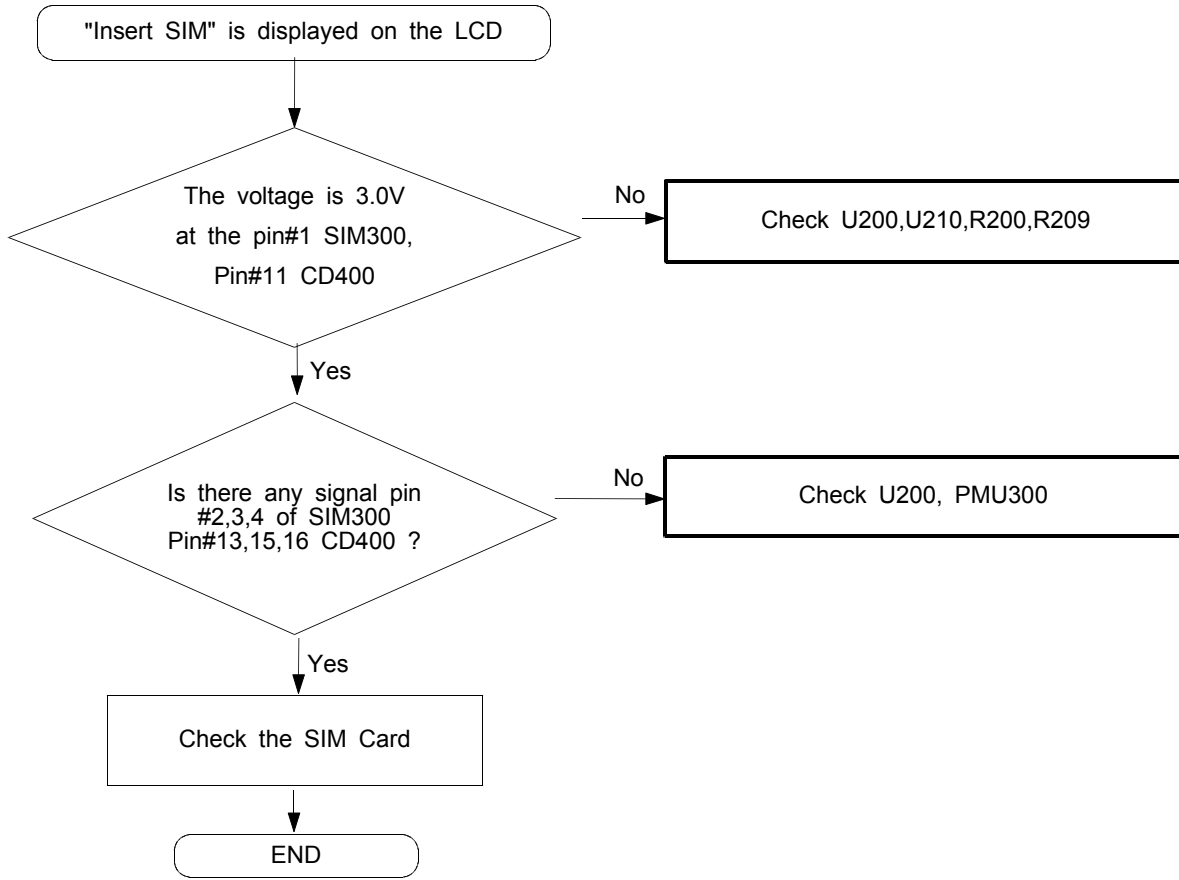 "Insert SIM" is displayed on the LCD
The voltage is 3.0V
at the pin#1 SIM300,
Pin#11 CD400
No
Check U200,U210,R200,R209
Yes
Is there any signal pin
#2,3,4 of SIM300
Pin#13,15,16 CD400 ?
No
Check U200, PMU300
Yes
Check the SIM Card
END